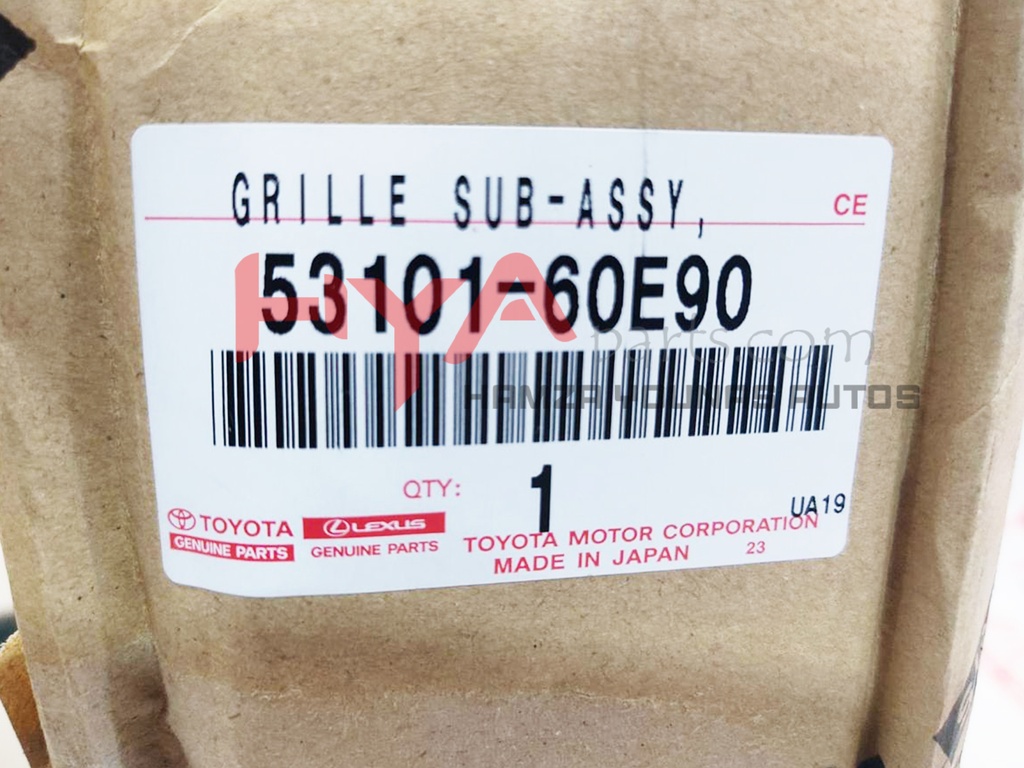 GRILLE SUB-ASSY,
CE
53101-60E90
HYAparts.com
HAMZA YOUNAS AUTOS
QTY: 1
UA19
TOYOTA
GENUINE PARTS
LEXUS
GENUINE PARTS
TOYOTA MOTOR CORPORATION
MADE IN JAPAN 23